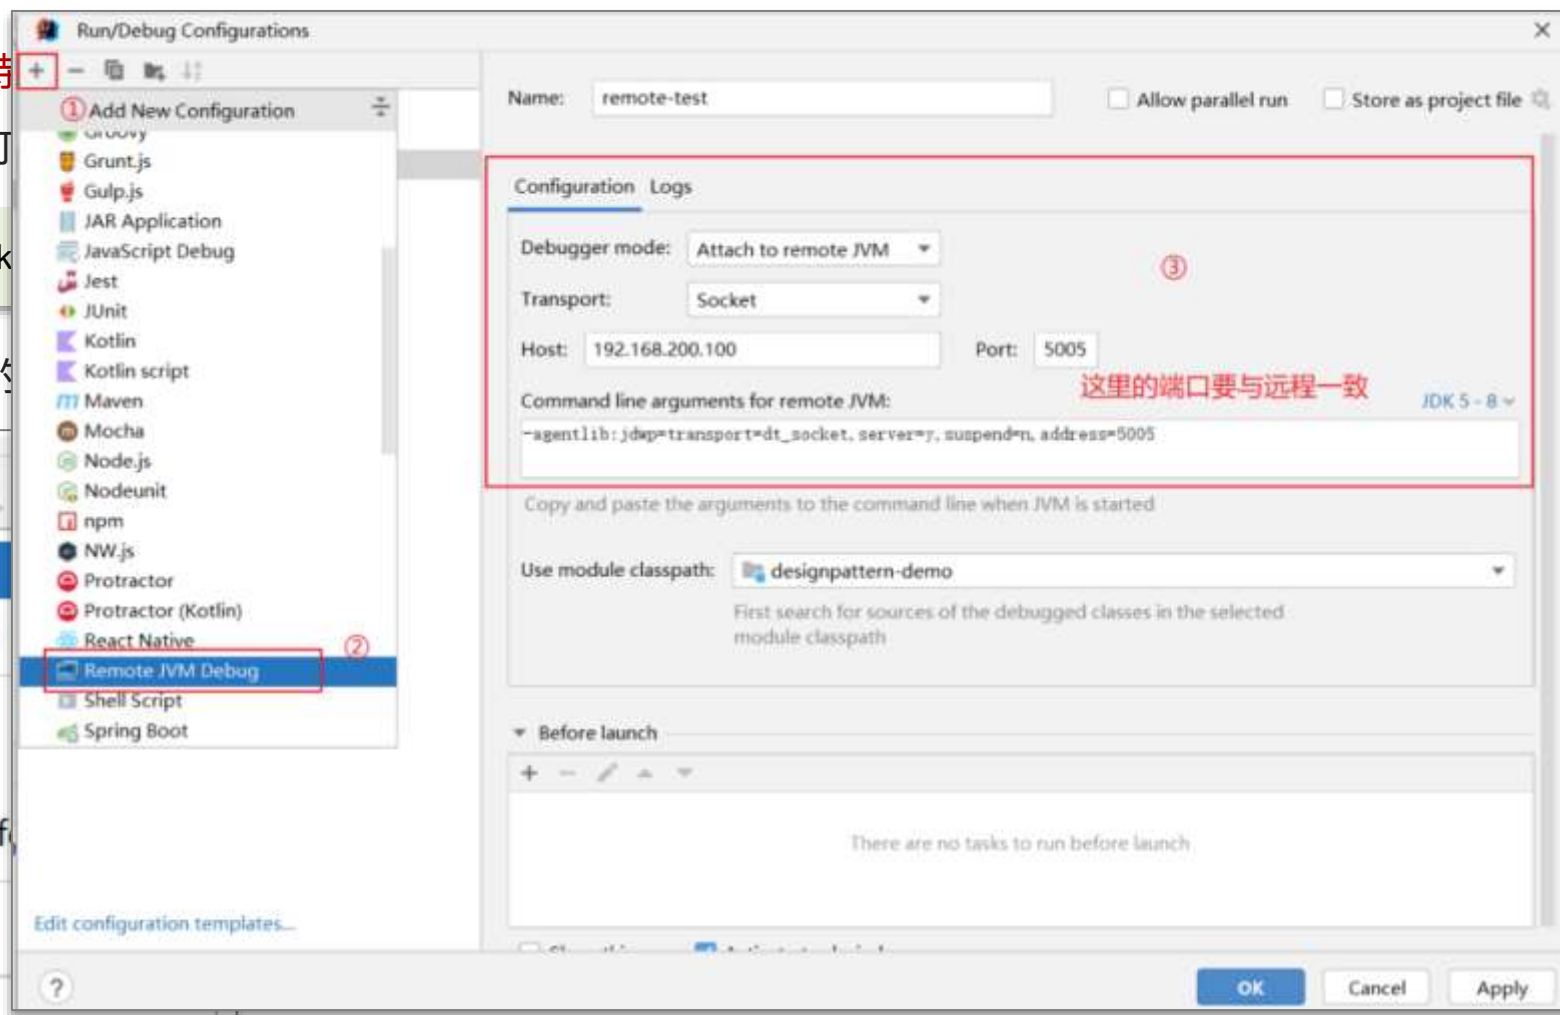 Run/Debug Configurations
①Add New Configuration
Groovy
Grunt.js
Gulp.js
JAR Application
JavaScript Debug
Jest
JUnit
Kotlin
Kotlin script
Maven
Mocha
Node.js
Nodeunit
npm
NW.js
Protractor
Protractor (Kotlin)
React Native
②
Remote JVM Debug
Shell Script
Spring Boot
Edit configuration templates...
Name: remote-test
Allow parallel run
Store as project file
Configuration Logs
Debugger mode: Attach to remote JVM
③
Transport: Socket
Host: 192.168.200.100 Port: 5005
这里的端口要与远程一致
Command line arguments for remote JVM: JDK 5 - 8
-agentlib:jdwp=transport=dt_socket,server=y,suspend=n,address=5005
Copy and paste the arguments to the command line when JVM is started
Use module classpath: designpattern-demo
First search for sources of the debugged classes in the selected
module classpath
Before launch
There are no tasks to run before launch
?
OK Cancel Apply